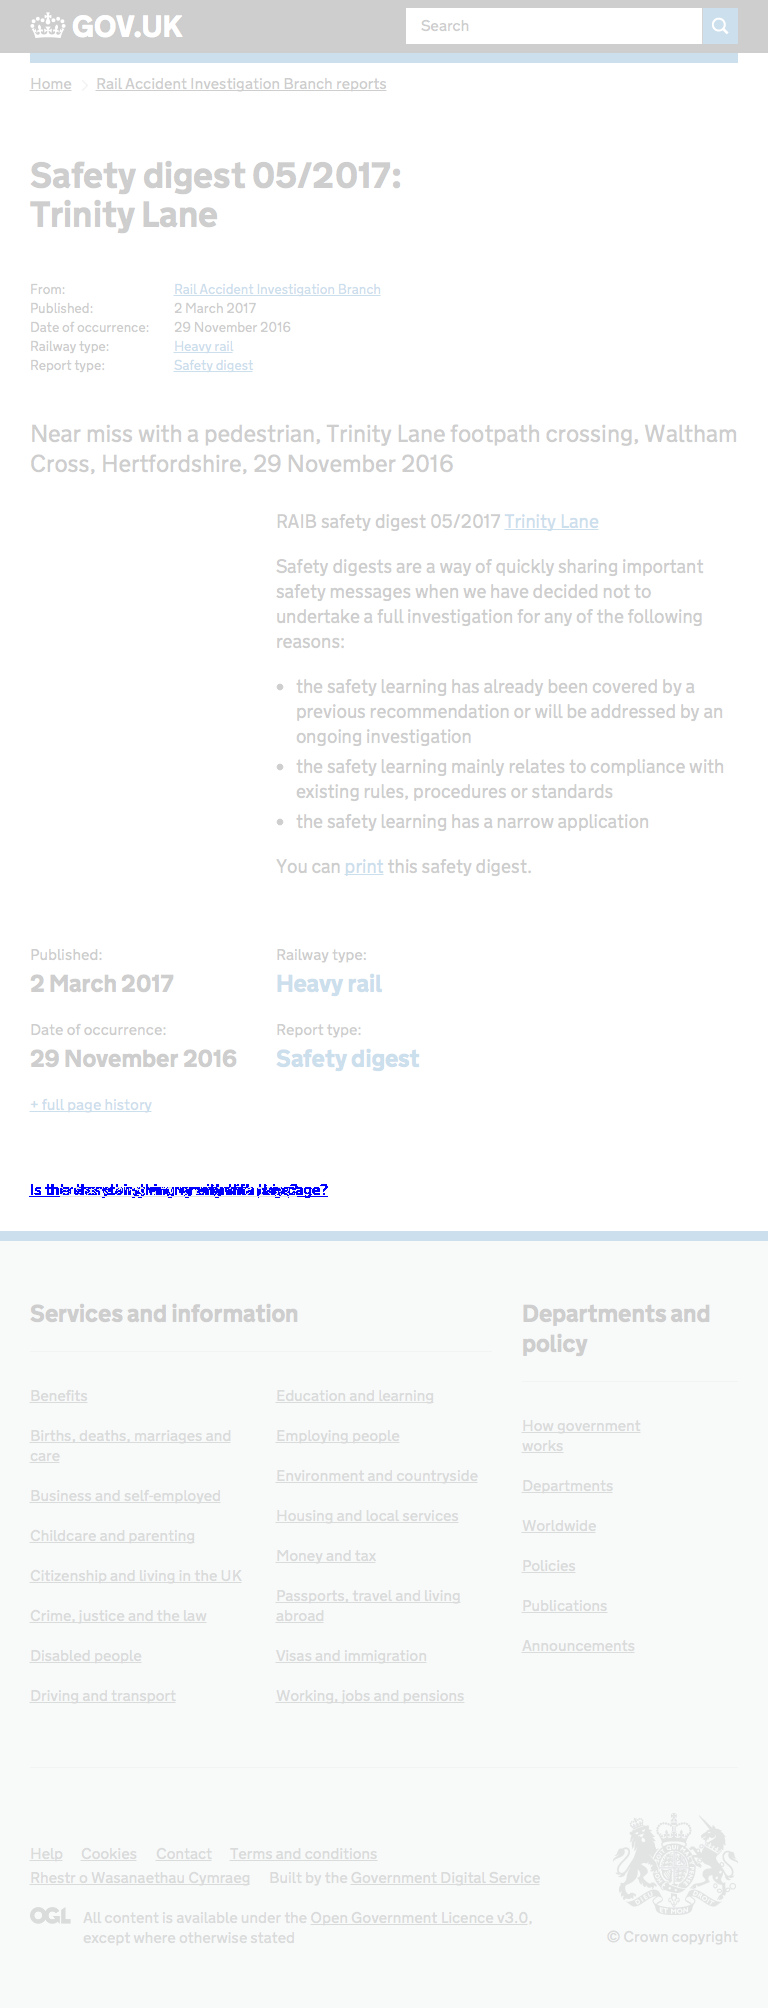 GOV.UK
Search
Home
Rail Accident Investigation Branch reports
Safety digest 05/2017:
Trinity Lane
From: Rail Accident Investigation Branch
Published: 2 March 2017
Date of occurrence: 29 November 2016
Railway type: Heavy rail
Report type: Safety digest
Near miss with a pedestrian, Trinity Lane footpath crossing, Waltham
Cross, Hertfordshire, 29 November 2016
RAIB safety digest 05/2017 Trinity Lane
Safety digests are a way of quickly sharing important
safety messages when we have decided not to
undertake a full investigation for any of the following
reasons:
• the safety learning has already been covered by a
previous recommendation or will be addressed by an
ongoing investigation
• the safety learning mainly relates to compliance with
existing rules, procedures or standards
• the safety learning has a narrow application
You can print this safety digest.
Published: Railway type:
2 March 2017 Heavy rail
Date of occurrence: Report type:
29 November 2016 Safety digest
+ full page history
Services and information
Departments and
policy
Benefits
Births, deaths, marriages and
care
Business and self-employed
Childcare and parenting
Citizenship and living in the UK
Crime, justice and the law
Disabled people
Driving and transport
Education and learning
Employing people
Environment and countryside
Housing and local services
Money and tax
Passports, travel and living
abroad
Visas and immigration
Working, jobs and pensions
How government
works
Departments
Worldwide
Policies
Publications
Announcements
Help Cookies Contact Terms and conditions
Rhestr o Wasanaethau Cymraeg Built by the Government Digital Service
OGL All content is available under the Open Government Licence v3.0,
except where otherwise stated
© Crown copyright